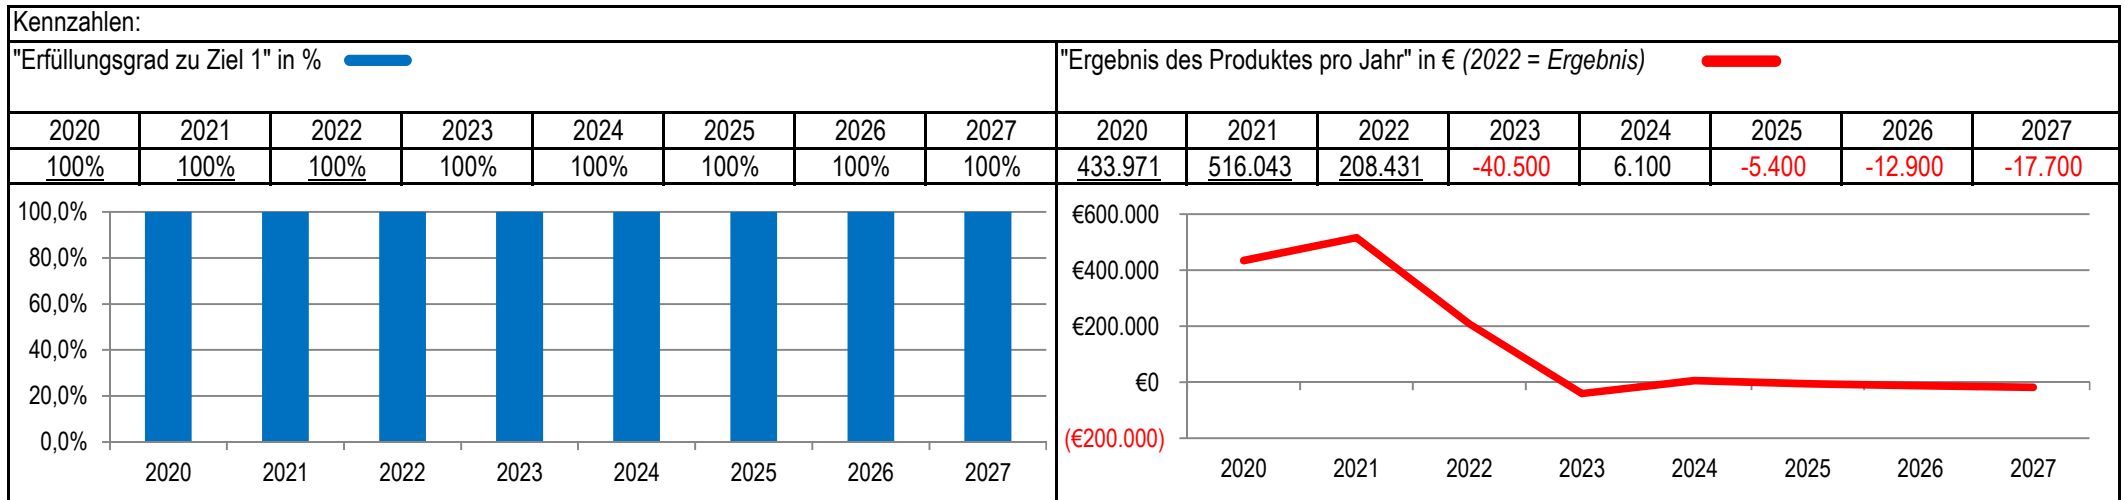 Kennzahlen:
"Erfüllungsgrad zu Ziel 1" in %
"Ergebnis des Produktes pro Jahr" in € (2022 = Ergebnis)
2020 2021 2022 2023 2024 2025 2026 2027 2020 2021 2022 2023 2024 2025 2026 2027
100% 100% 100% 100% 100% 100% 100% 100% 433.971 516.043 208.431 -40.500 6.100 -5.400 -12.900 -17.700
100,0%
80,0%
60,0%
40,0%
20,0%
0,0%
2020 2021 2022 2023 2024 2025 2026 2027
€600.000
€400.000
€200.000
€0
(€200.000)
2020 2021 2022 2023 2024 2025 2026 2027